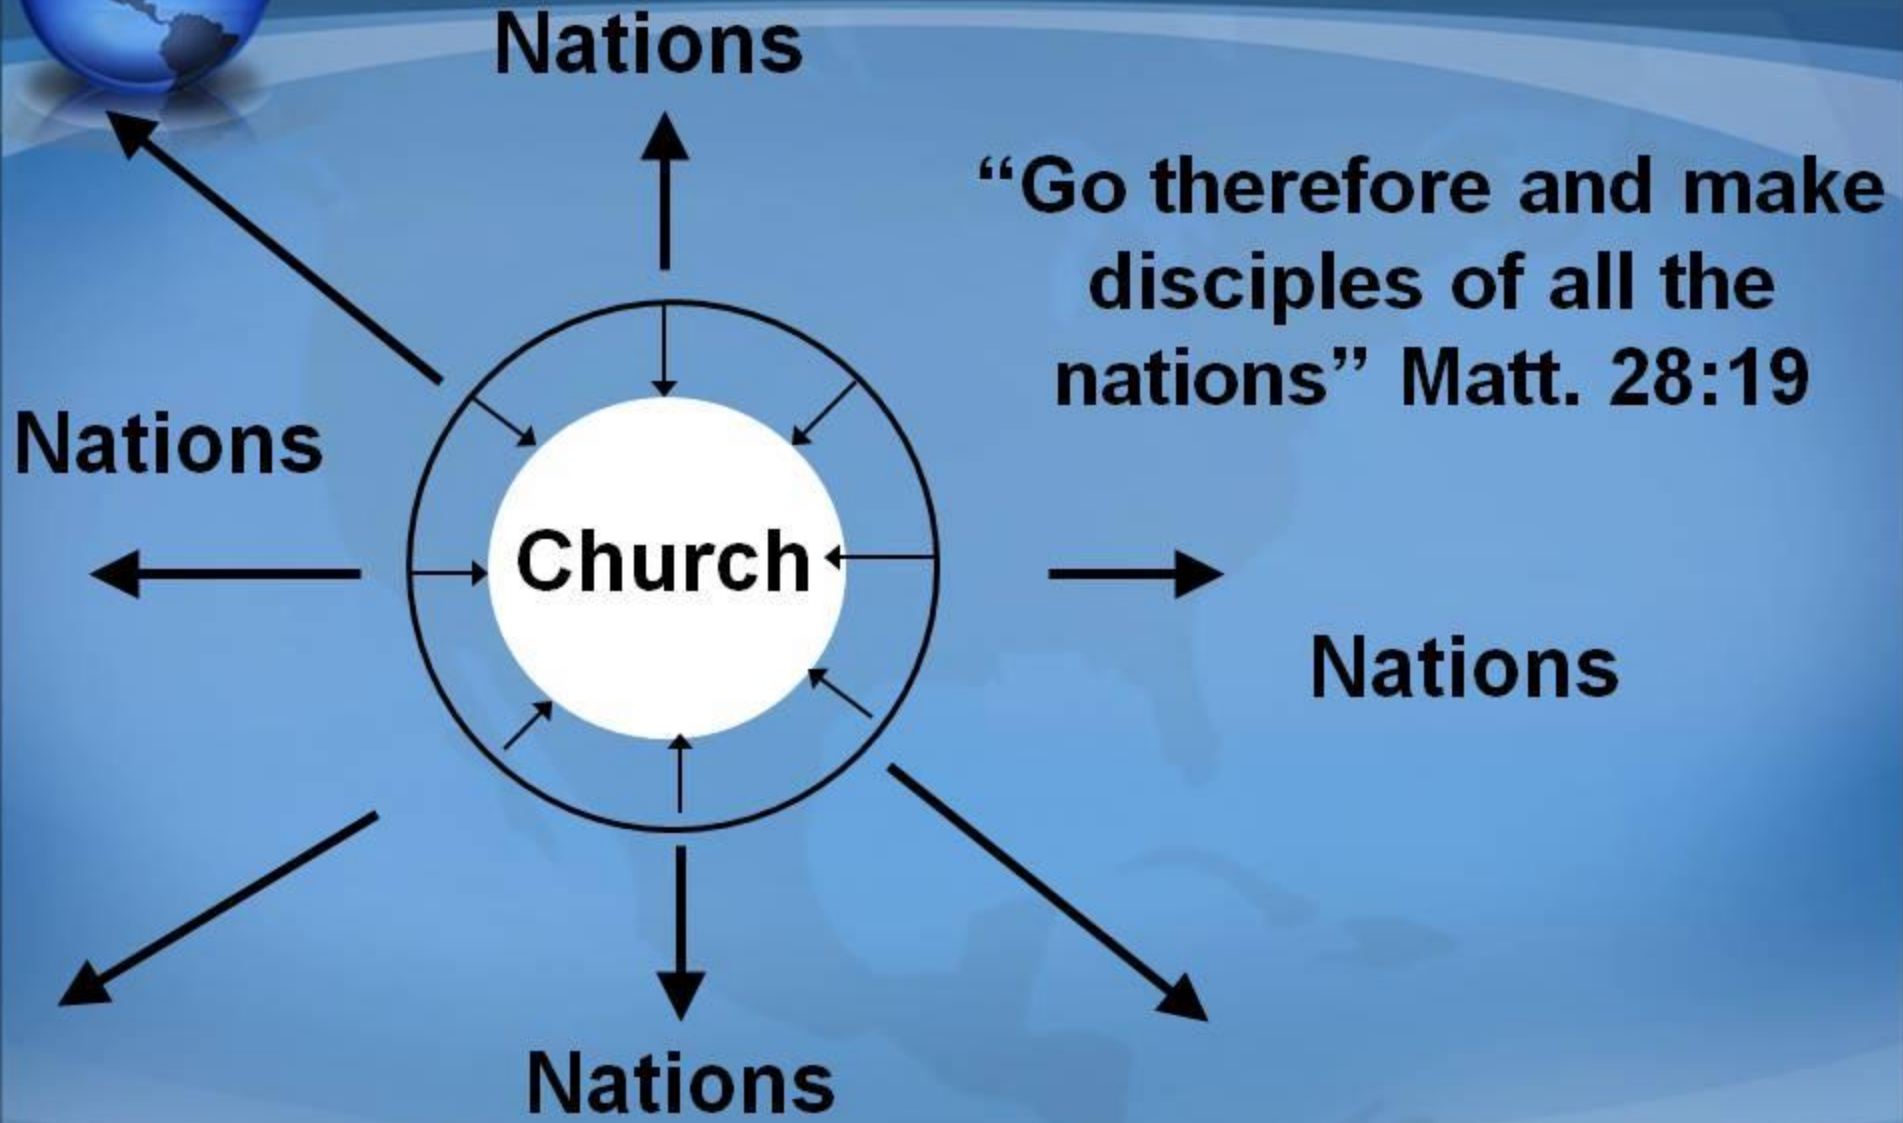 Nations
“Go therefore and make
disciples of all the
nations” Matt. 28:19
Nations
Church
Nations
Nations